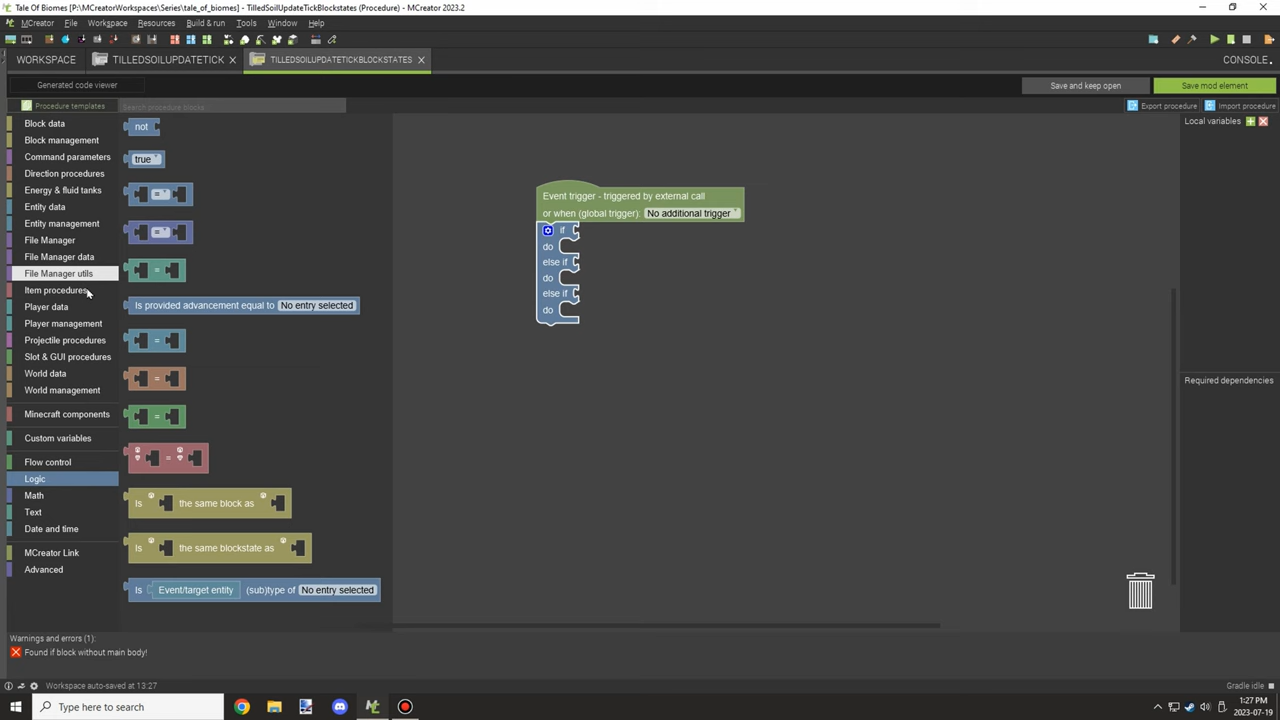 Tale Of Biomes [P:\MCreatorWorkspaces\Series\tale_of_biomes] - TilledSoilUpdateTickBlockstates (Procedure) - MCreator 2023.2
MCreator File Edit Workspace Resources Build & run Tools Window Help
WORKSPACE TILLEDSOILUPDATETICK TILLEDSOILUPDATETICKBLOCKSTATES CONSOLE
Generated code viewer Save and keep open Save mod element
Procedure templates Search procedure blocks Export procedure Import procedure
Local variables
Required dependencies
Block data
Block management
Command parameters
Direction procedures
Energy & fluid tanks
Entity data
Entity management
File Manager
File Manager data
File Manager utils
Item procedures
Player data
Player management
Projectile procedures
Slot & GUI procedures
World data
World management
Minecraft components
Custom variables
Flow control
Logic
Math
Text
Date and time
MCreator Link
Advanced
not
true
=
=
=
Is provided advancement equal to No entry selected
=
=
=
=
Is the same block as
Is the same blockstate as
Is Event/target entity (sub)type of No entry selected
Event trigger - triggered by external call
or when (global trigger): No additional trigger
if
do
else if
do
else if
do
Warnings and errors (1):
Found if block without main body!
Workspace auto-saved at 13:27 Gradle idle
Type here to search
1:27 PM
2023-07-19